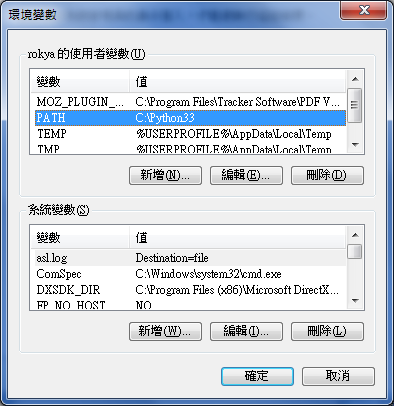 環境變數
rokya 的使用者變數(U)
變數 值
MOZ_PLUGIN_... C:\Program Files\Tracker Software\PDF V...
PATH C:\Python33
TEMP %USERPROFILE%\AppData\Local\Temp
TMP %USERPROFILE%\AppData\Local\Temp
新增(N)... 編輯(E)... 刪除(D)
系統變數(S)
變數 值
asl.log Destination=file
ComSpec C:\Windows\system32\cmd.exe
DXSDK_DIR C:\Program Files (x86)\Microsoft DirectX...
FP_NO_HOST_ NO
新增(W)... 編輯(I)... 刪除(L)
確定 取消